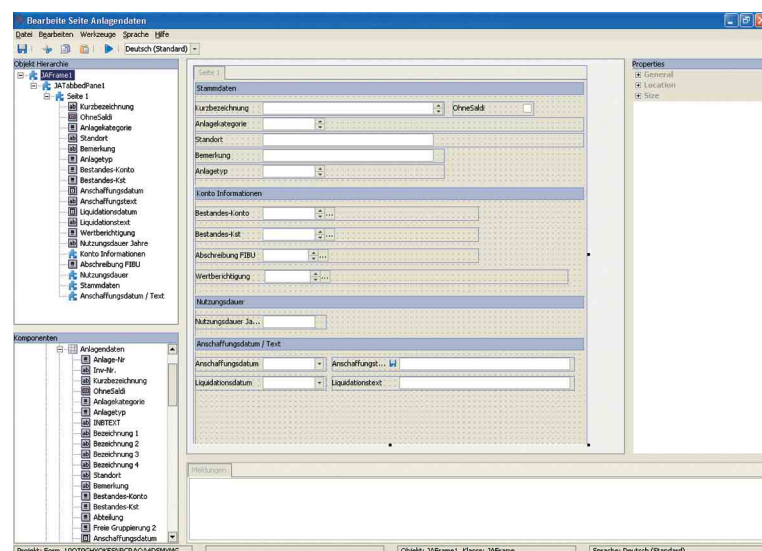 Bearbeite Seite Anlagendaten
Datei Bearbeiten Werkzeuge Sprache Hilfe
Deutsch (Standard)
Objekt Hierarchie
JAFrame1
JATabbedPane1
Seite 1
Kurzbezeichnung
OhneSaldi
Anlagekategorie
Standort
Bemerkung
Anlagetyp
Bestandes-Konto
Bestandes-Kst
Anschaffungsdatum
Anschaffungstext
Liquidationsdatum
Liquidationstext
Wertberichtigung
Nutzungsdauer Jahre
Konto Informationen
Abschreibung FIBU
Nutzungsdauer
Stammdaten
Anschaffungsdatum / Text
Komponenten
Anlagendaten
Anlage-Nr
Inv-Nr.
Kurzbezeichnung
OhneSaldi
Anlagekategorie
Anlagetyp
INBTEXT
Bezeichnung 1
Bezeichnung 2
Bezeichnung 3
Bezeichnung 4
Standort
Bemerkung
Bestandes-Konto
Bestandes-Kst
Abteilung
Freie Gruppierung 2
Anschaffungsdatum
Seite 1
Stammdaten
Kurzbezeichnung OhneSaldi
Anlagekategorie
Standort
Bemerkung
Anlagetyp
Konto Informationen
Bestandes-Konto ...
Bestandes-Kst ...
Abschreibung FIBU ...
Wertberichtigung ...
Nutzungsdauer
Nutzungsdauer Ja...
Anschaffungsdatum / Text
Anschaffungsdatum Anschaffungst...
Liquidationsdatum Liquidationstext
Meldungen
Properties
General
Location
Size
Objekt: JAFrame1, Klasse: JAFrame
Sprache: Deutsch (Standard)